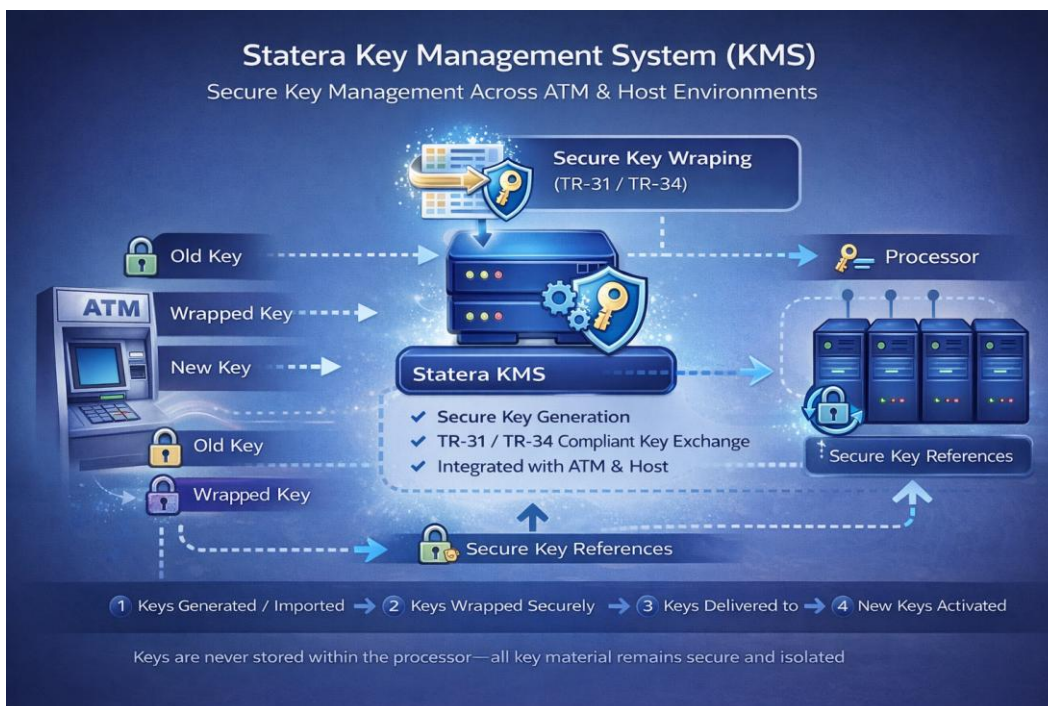 Statera Key Management System (KMS)
Secure Key Management Across ATM & Host Environments
Secure Key Wraping
(TR-31 / TR-34)
Old Key
Processor
ATM
Wrapped Key
New Key
Statera KMS
✓ Secure Key Generation
✓ TR-31 / TR-34 Compliant Key Exchange
✓ Integrated with ATM & Host
Old Key
Secure Key References
Wrapped Key
Secure Key References
1 Keys Generated / Imported → 2 Keys Wrapped Securely → 3 Keys Delivered to → 4 New Keys Activated
Keys are never stored within the processor—all key material remains secure and isolated